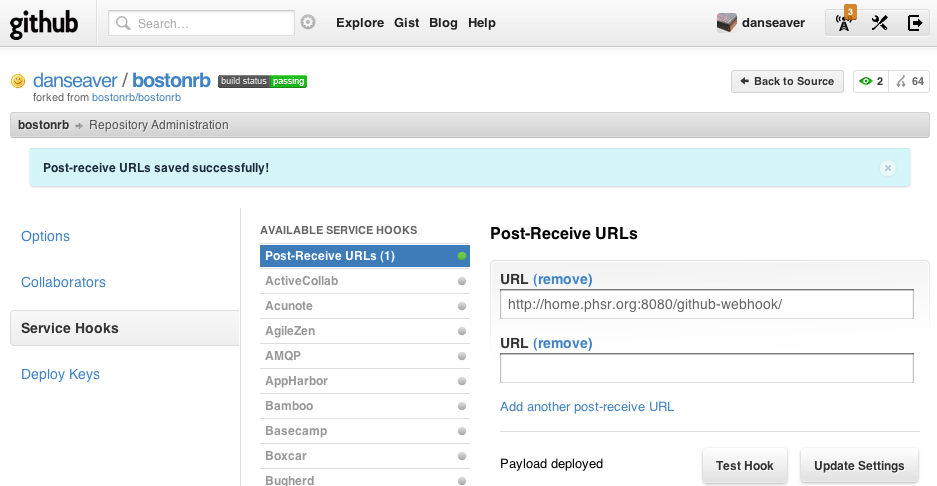 github
Search…
Explore Gist Blog Help
danseaver
3
danseaver / bostonrb
build status passing
forked from bostonrb/bostonrb
Back to Source
2
64
bostonrb Repository Administration
Post-receive URLs saved successfully!
Options
Collaborators
Service Hooks
Deploy Keys
AVAILABLE SERVICE HOOKS
Post-Receive URLs (1)
ActiveCollab
Acunote
AgileZen
AMQP
AppHarbor
Bamboo
Basecamp
Boxcar
Bugherd
Post-Receive URLs
URL (remove)
http://home.phsr.org:8080/github-webhook/
URL (remove)
Add another post-receive URL
Payload deployed
Test Hook
Update Settings